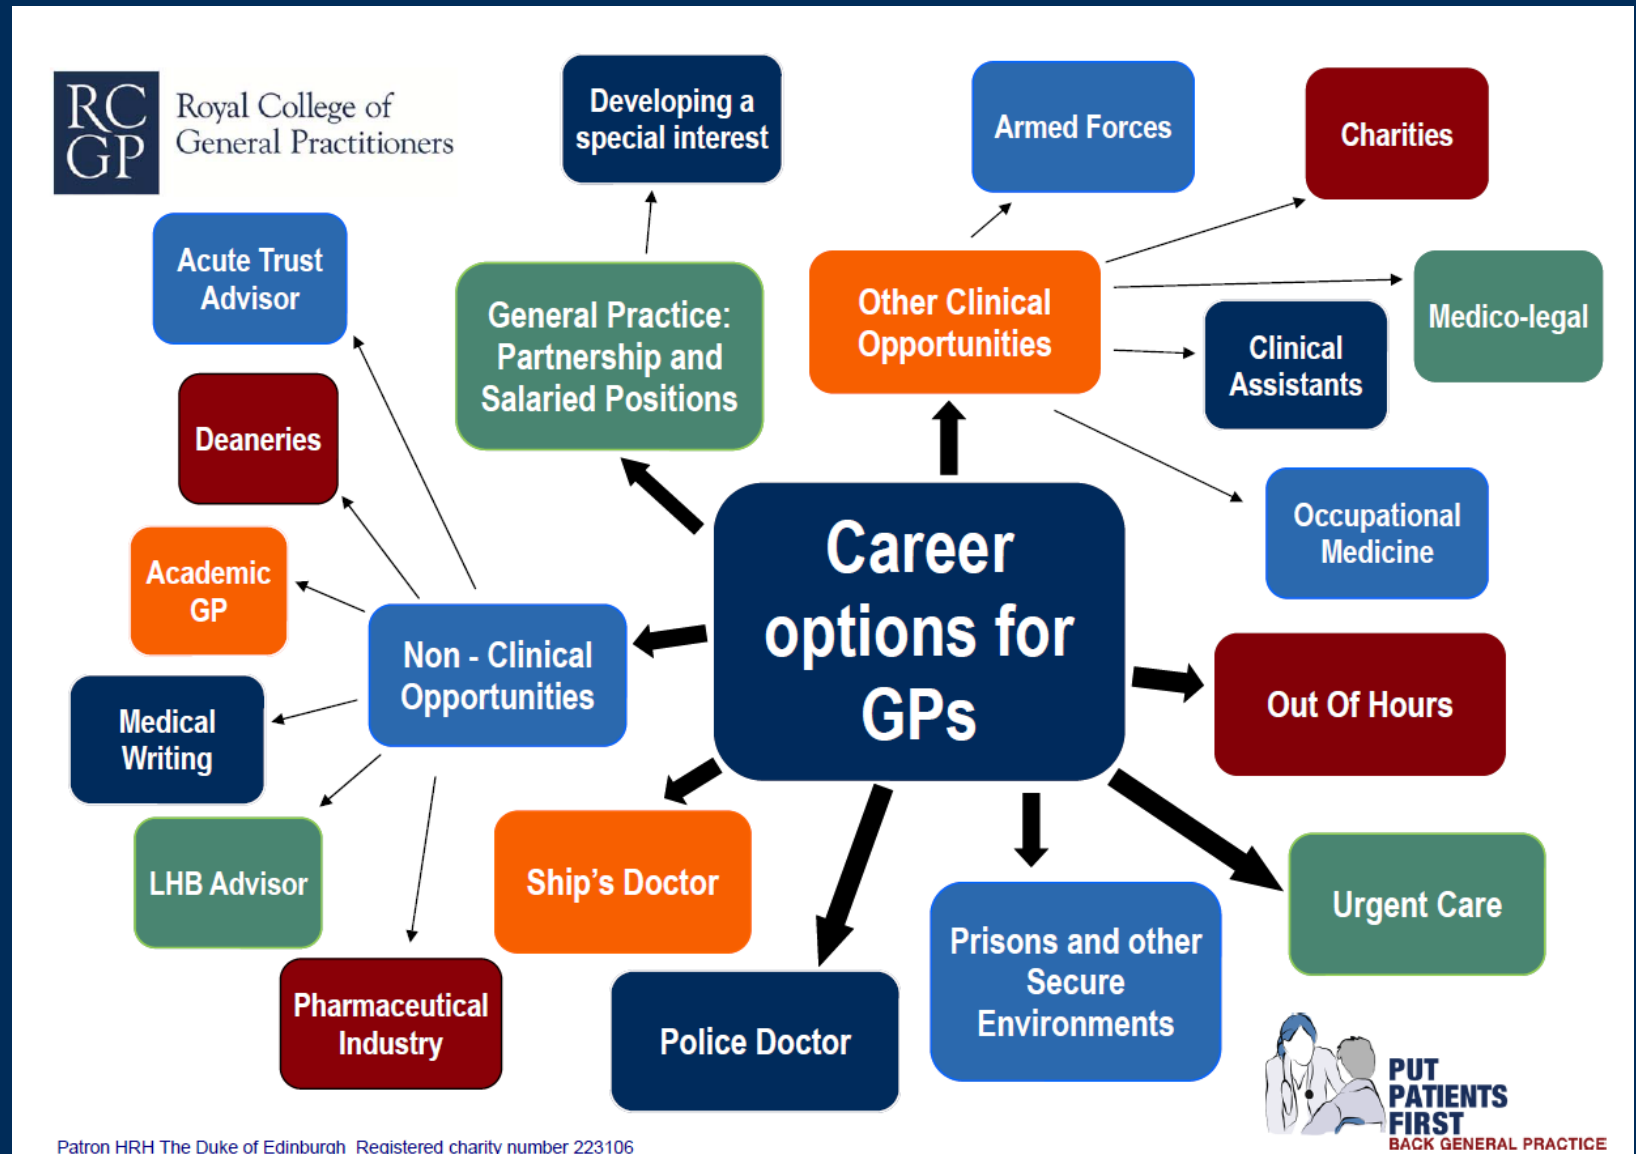 RC
GP
Royal College of
General Practitioners
Developing a
special interest
Armed Forces
Charities
Acute Trust
Advisor
General Practice:
Partnership and
Salaried Positions
Other Clinical
Opportunities
Medico-legal
Clinical
Assistants
Deaneries
Occupational
Medicine
Academic
GP
Career
options for
GPs
Non - Clinical
Opportunities
Out Of Hours
Medical
Writing
LHB Advisor
Ship's Doctor
Urgent Care
Prisons and other
Secure
Environments
Pharmaceutical
Industry
Police Doctor
PUT
PATIENTS
FIRST
BACK GENERAL PRACTICE
Patron HRH The Duke of Edinburgh Registered charity number 223106